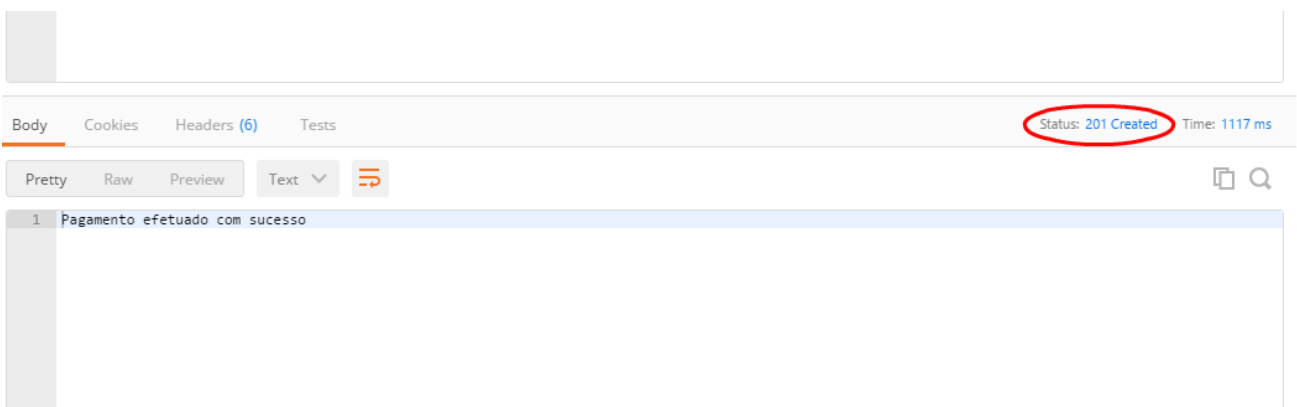 Body Cookies Headers (6) Tests Status: 201 Created Time: 1117 ms
Pretty Raw Preview Text
1 Pagamento efetuado com sucesso